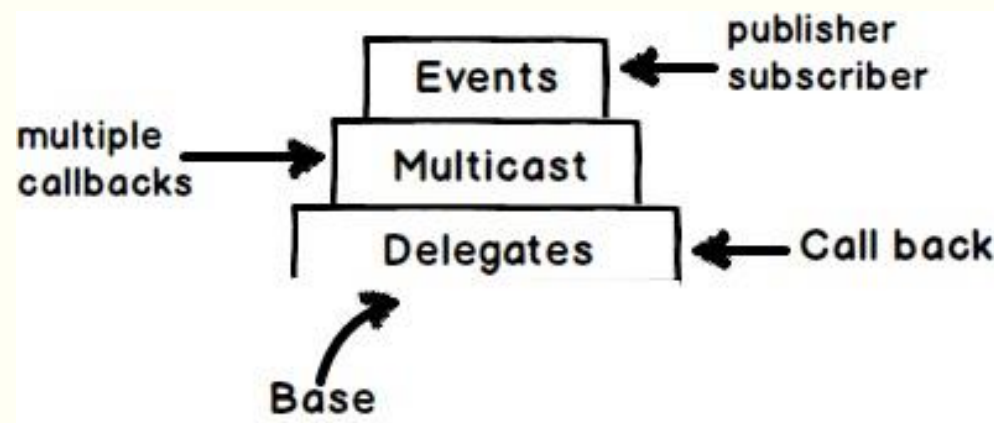 publisher
subscriber
Events
multiple
callbacks
Multicast
Delegates
Call back
Base